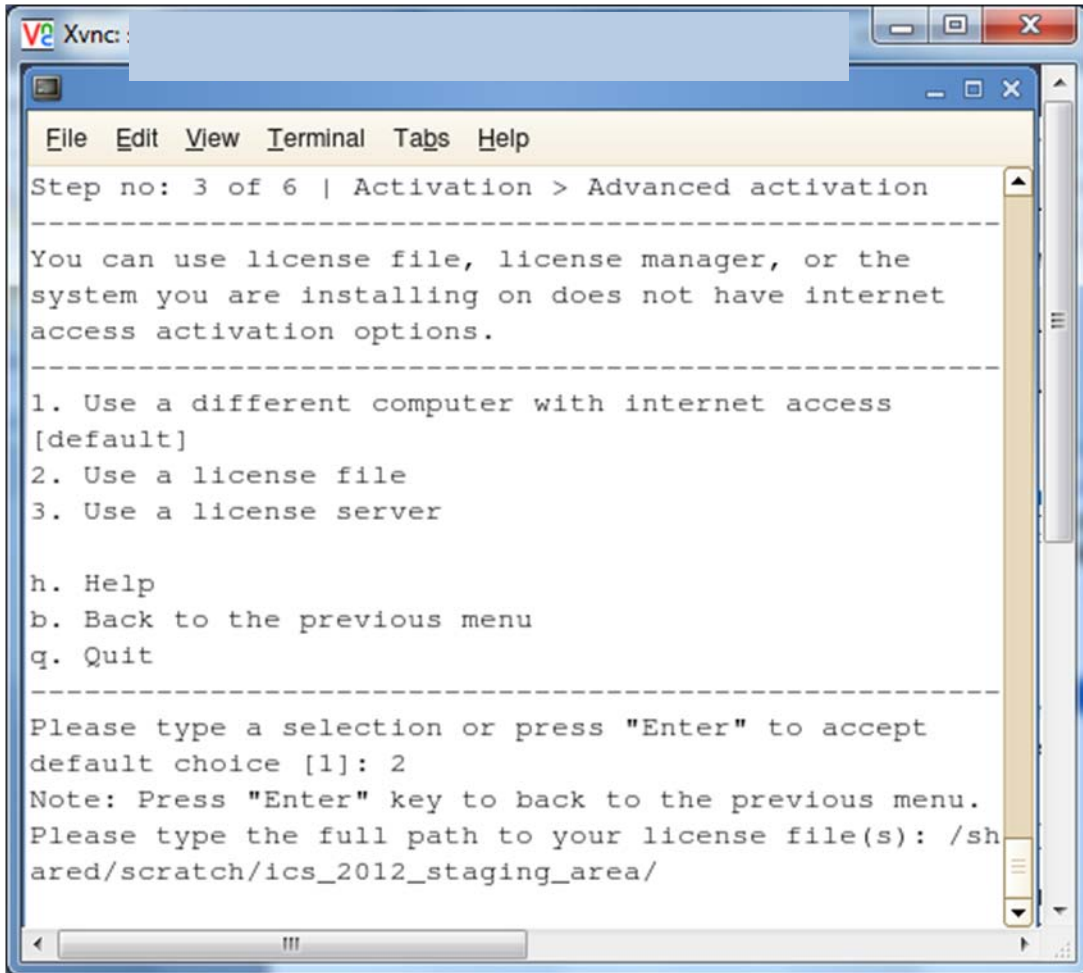 Xvnc:
File Edit View Terminal Tabs Help
Step no: 3 of 6 | Activation > Advanced activation
------------------------------------------------------
You can use license file, license manager, or the
system you are installing on does not have internet
access activation options.
------------------------------------------------------
1. Use a different computer with internet access
[default]
2. Use a license file
3. Use a license server
h. Help
b. Back to the previous menu
q. Quit
------------------------------------------------------
Please type a selection or press "Enter" to accept
default choice [1]: 2
Note: Press "Enter" key to back to the previous menu.
Please type the full path to your license file(s): /sh
ared/scratch/ics_2012_staging_area/